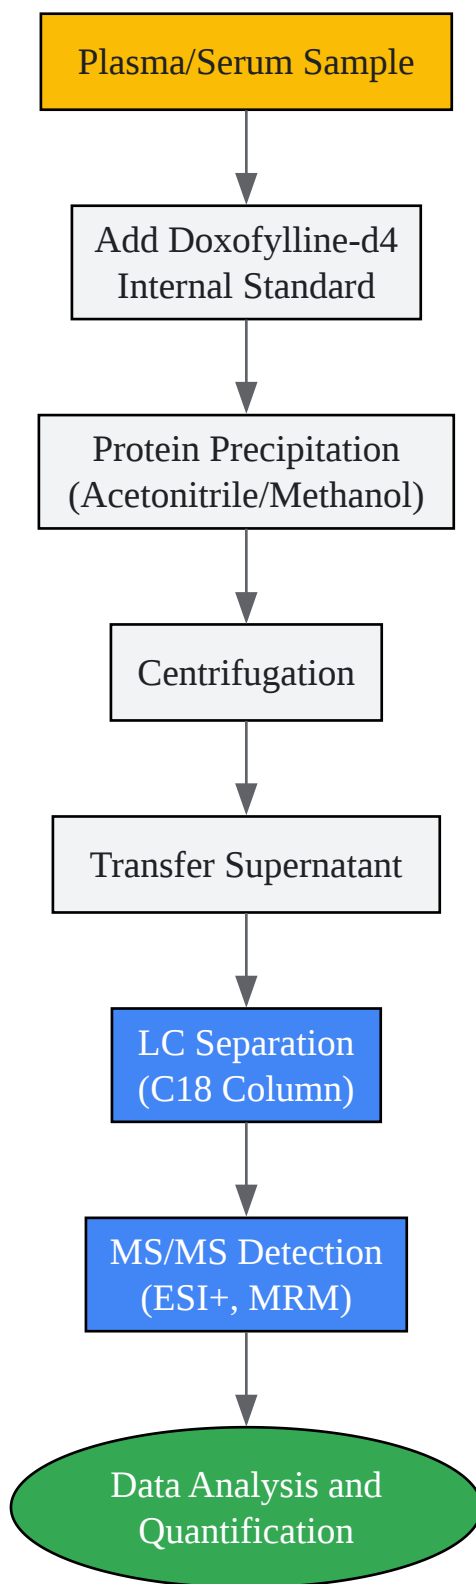 Plasma/Serum Sample
Add Doxofylline-d4
Internal Standard
Protein Precipitation
(Acetonitrile/Methanol)
Centrifugation
Transfer Supernatant
LC Separation
(C18 Column)
MS/MS Detection
(ESI+, MRM)
Data Analysis and
Quantification